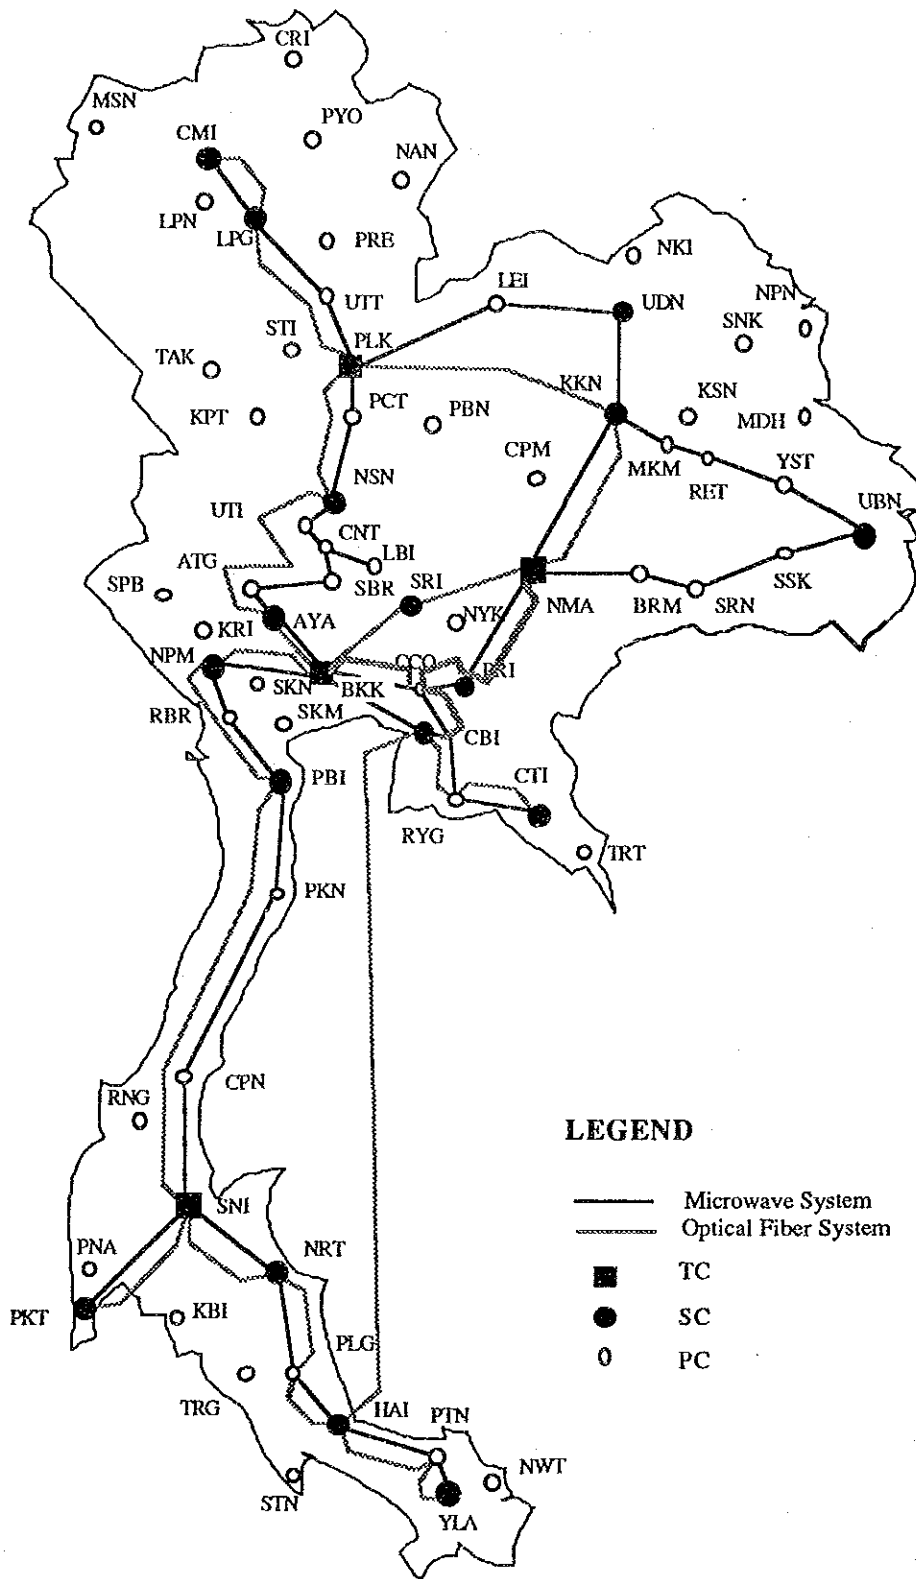 CRI
MSN
PYO
CMI
NAN
LPN
LPG
PRE
NKI
LEI
UTT
UDN
NPN
SNK
STI
PLK
TAK
KKN
KSN
KPT
PCT
PBN
MDH
CPM
MKM
YST
NSN
RET
UBN
UTI
CNT
LBI
ATG
SPB
SBR
SRI
SSK
NMA
BRM
SRN
AYA
NYK
KRI
NPM
CCO
PRI
SKN
BKK
RBR
SKM
CBI
PBI
CTI
RYG
TRT
PKN
CPN
RNG
LEGEND
SNI
Microwave System
Optical Fiber System
PNA
NRT
TC
PKT
KBI
SC
PLG
PC
TRG
HAI
PTN
NWT
STN
YLA